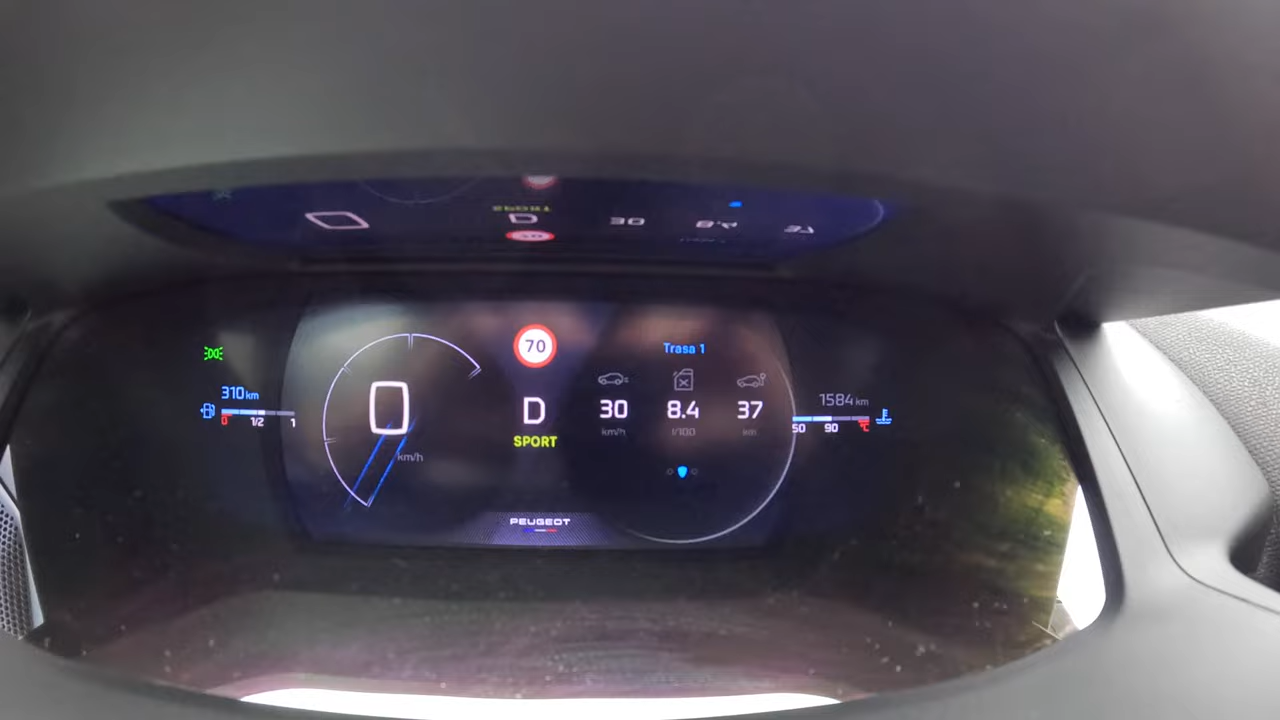 70
Trasa 1
310 km
0 1/2 1
0
km/h
D
SPORT
30 8.4 37
km/h l/100 km
1584 km
50 90 °C
PEUGEOT